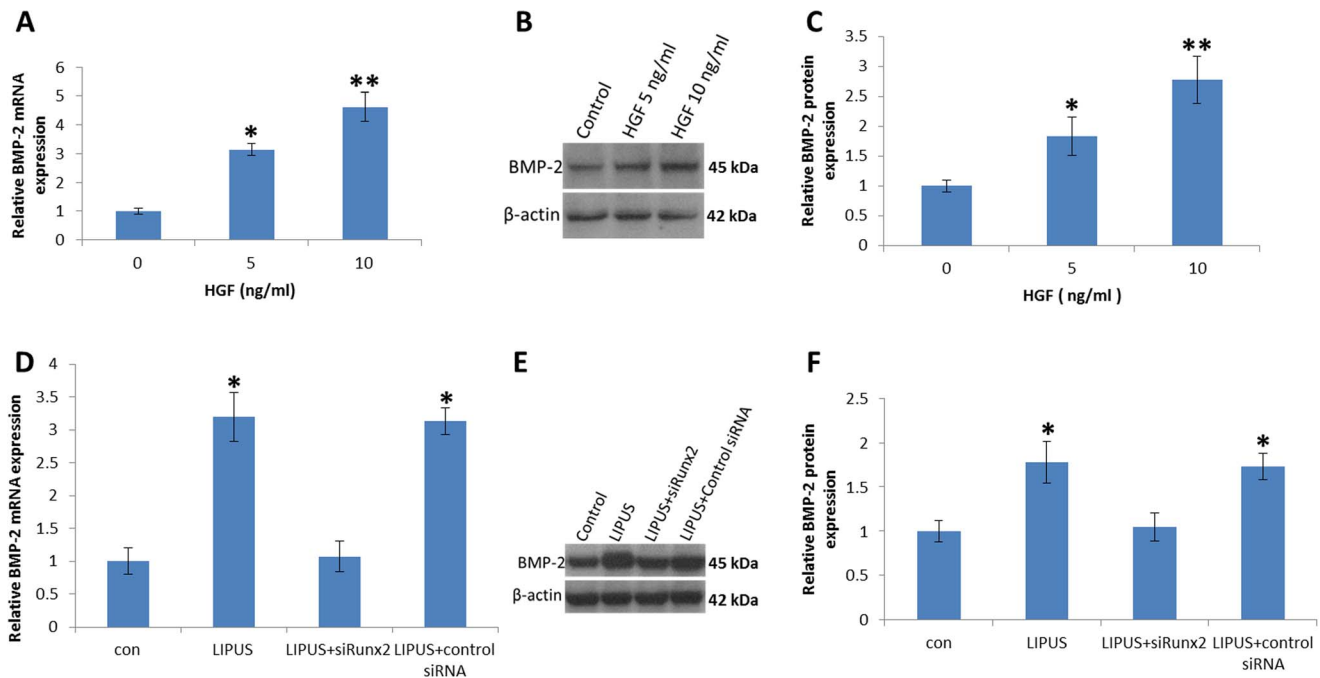 A
Relative BMP-2 mRNA
expression
6
5
4
3
2
1
0
*
**
0 5 10
HGF (ng/ml)
B
Control
HGF 5 ng/ml
HGF 10 ng/ml
BMP-2 45 kDa
β-actin 42 kDa
C
Relative BMP-2 protein
expression
3.5
3
2.5
2
1.5
1
0.5
0
*
**
0 5 10
HGF ( ng/ml )
D
Relative BMP-2 mRNA expression
4
3.5
3
2.5
2
1.5
1
0.5
0
*
*
con LIPUS LIPUS+siRunx2 LIPUS+control
siRNA
E
Control
LIPUS
LIPUS+siRunx2
LIPUS+Control siRNA
BMP-2 45 kDa
β-actin 42 kDa
F
Relative BMP-2 protein
expression
2.5
2
1.5
1
0.5
0
*
*
con LIPUS LIPUS+siRunx2 LIPUS+control
siRNA